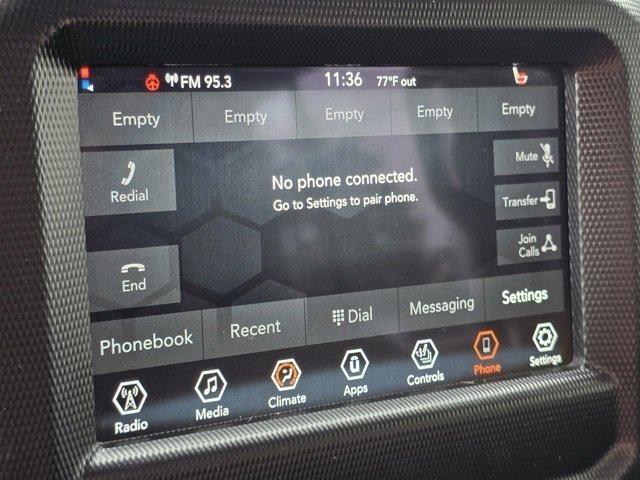 FM 95.3 11:36 77°F out
Empty Empty Empty Empty Empty
Redial
No phone connected.
Go to Settings to pair phone.
Mute
Transfer
Join
Calls
End
Phonebook Recent Dial Messaging Settings
Radio Media Climate Apps Controls Phone Settings